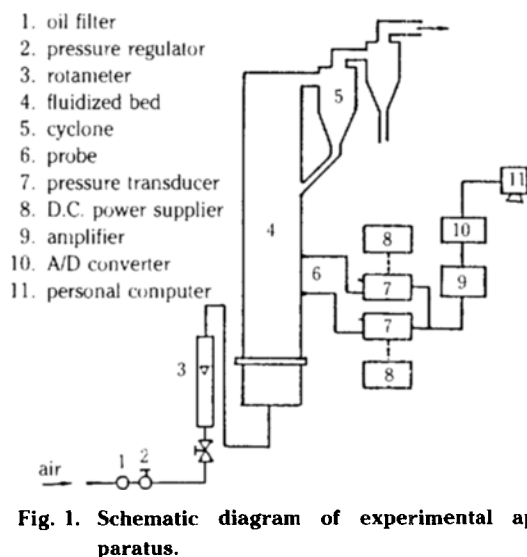 1. oil filter
2. pressure regulator
3. rotameter
4. fluidized bed
5. cyclone
6. probe
7. pressure transducer
8. D.C. power supplier
9. amplifier
10. A/D converter
11. personal computer
5
11
10
8
4
6
7
9
7
3
8
air
1
2
Fig. 1. Schematic diagram of experimental ap
paratus.